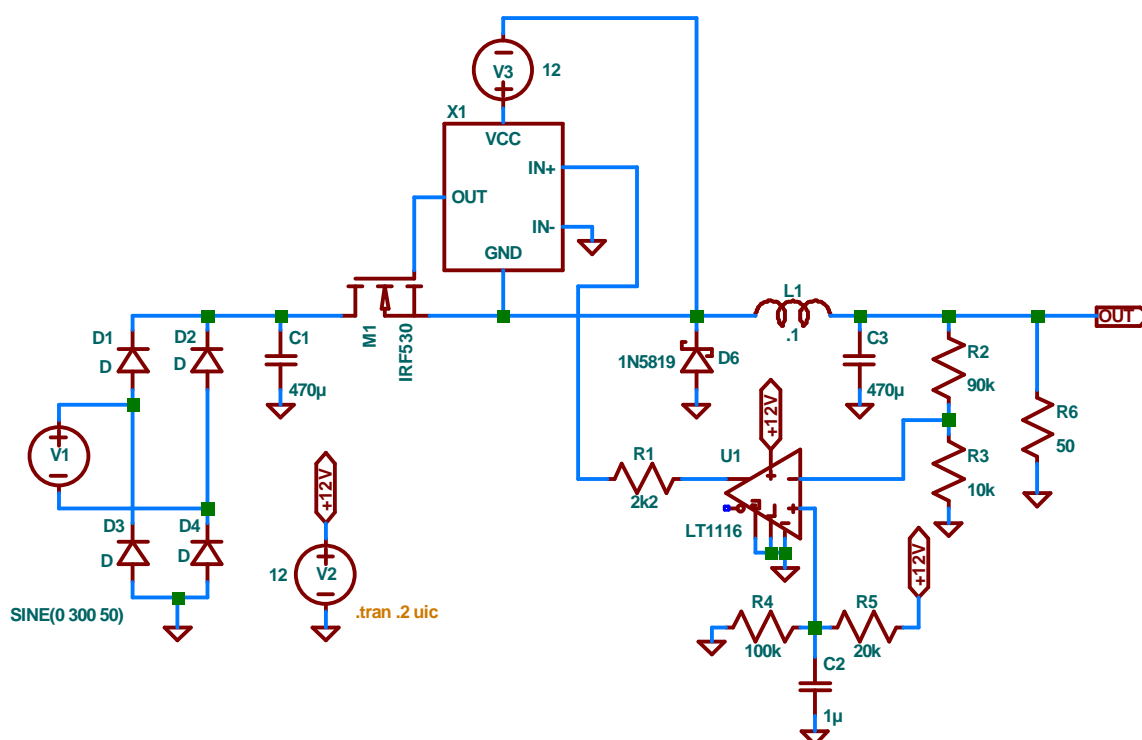 V3
12
X1
VCC
IN+
OUT
IN-
GND
M1
IRF530
D1
D
D2
D
C1
470µ
V1
D3
D
D4
D
SINE(0 300 50)
+12V
12
V2
.tran .2 uic
1N5819
D6
L1
.1
C3
470µ
OUT
R2
90k
R6
50
R3
10k
R1
2k2
U1
+12V
LT1116
R4
100k
R5
20k
+12V
C2
1µ